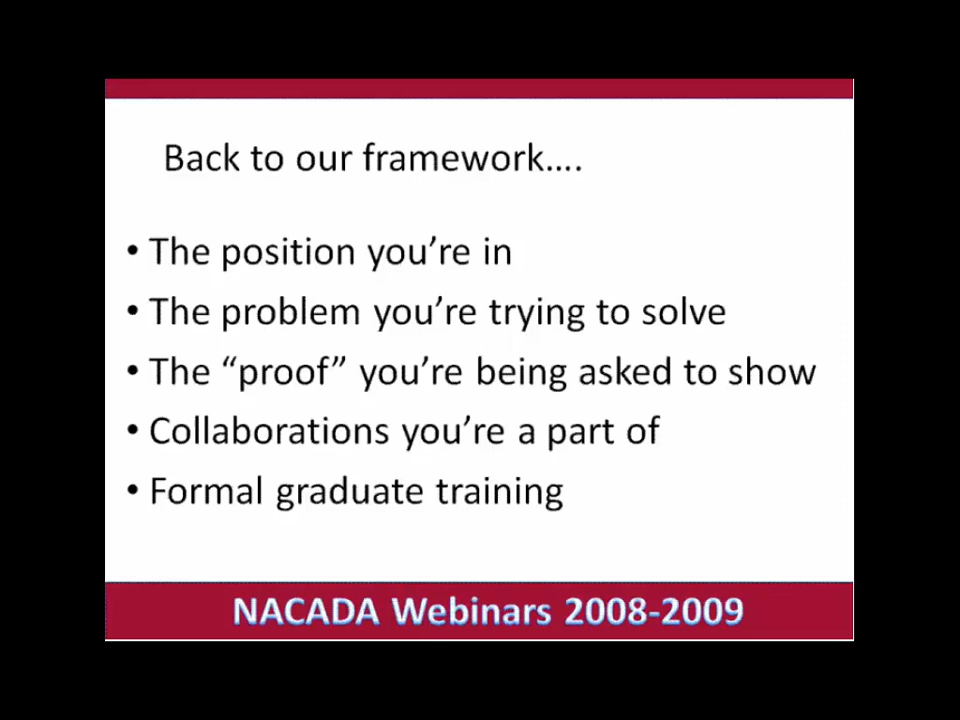 Back to our framework….
• The position you’re in
• The problem you’re trying to solve
• The “proof” you’re being asked to show
• Collaborations you’re a part of
• Formal graduate training
NACADA Webinars 2008-2009